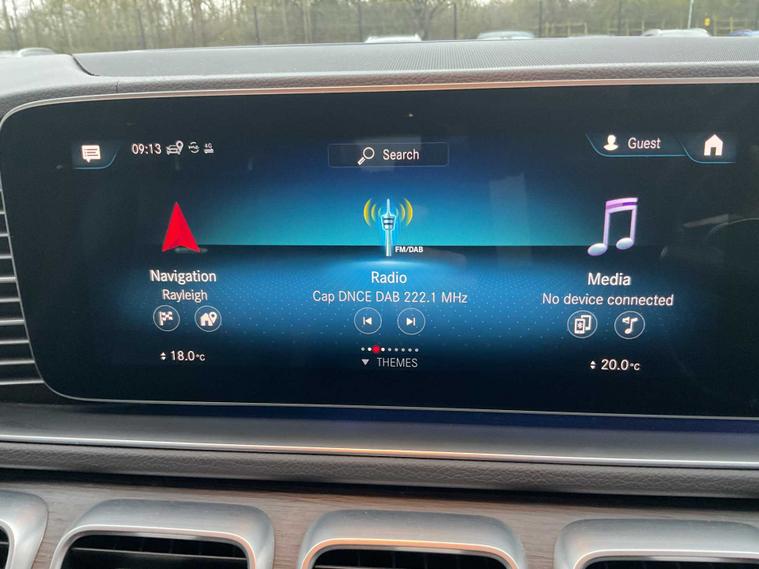 09:13
4G
Search
Guest
FM/DAB
Navigation
Rayleigh
Radio
Cap DNCE DAB 222.1 MHz
Media
No device connected
18.0°C
20.0°C
THEMES